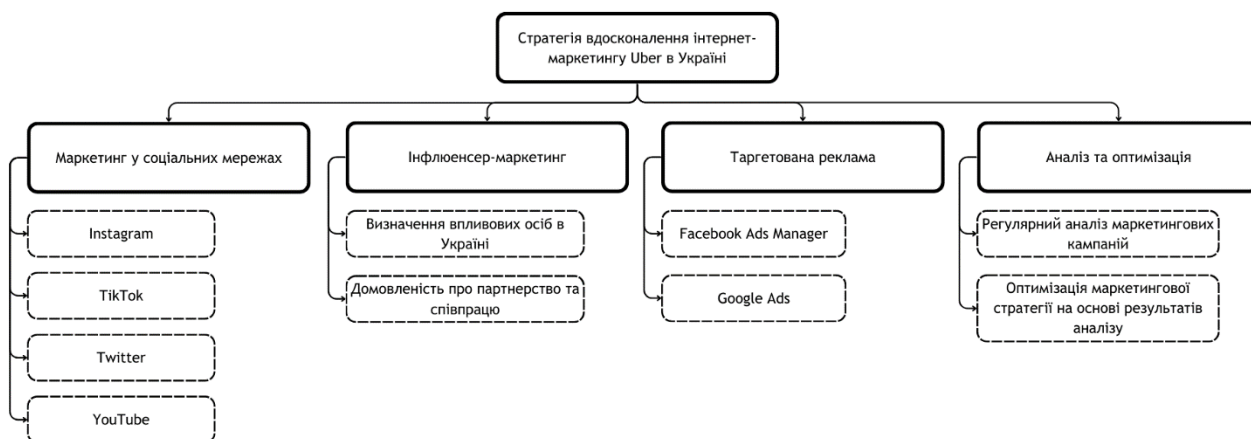 Стратегія вдосконалення інтернет-
маркетингу Uber в Україні
Маркетинг у соціальних мережах
Instagram
TikTok
Twitter
YouTube
Інфлюенсер-маркетинг
Визначення впливових осіб в
Україні
Домовленість про партнерство та
співпрацю
Таргетована реклама
Facebook Ads Manager
Google Ads
Аналіз та оптимізація
Регулярний аналіз маркетингових
кампаній
Оптимізація маркетингової
стратегії на основі результатів
аналізу